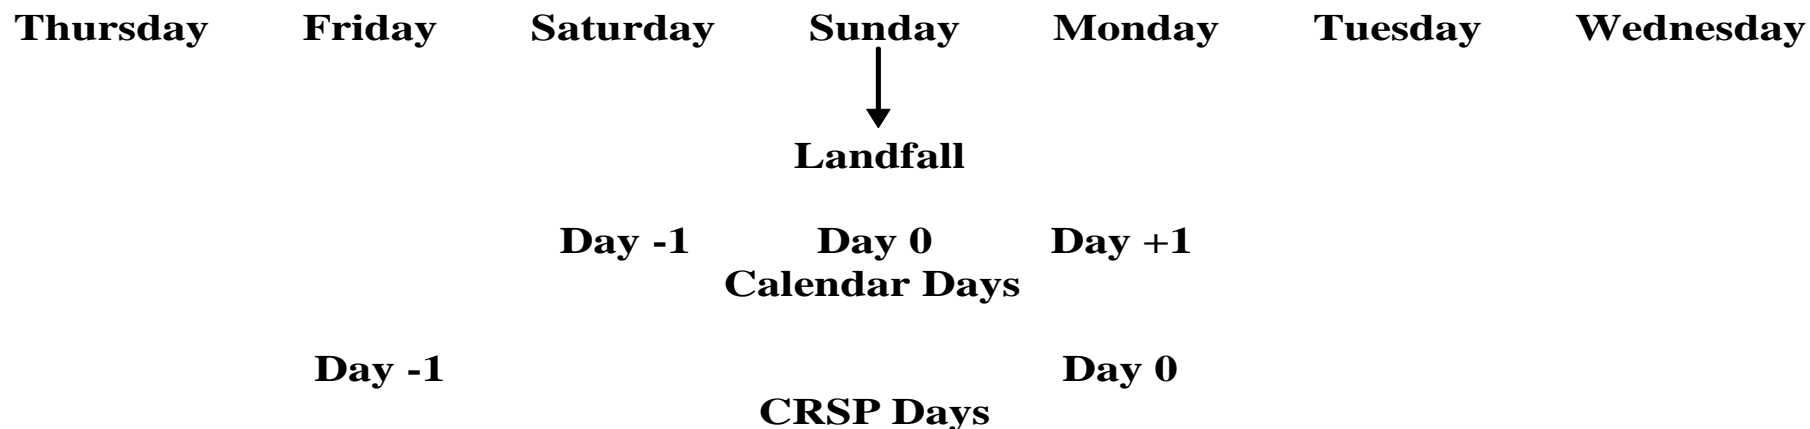 Thursday Friday Saturday Sunday Monday Tuesday Wednesday
Landfall
Day -1 Day 0 Day +1
Calendar Days
Day -1 Day 0
CRSP Days